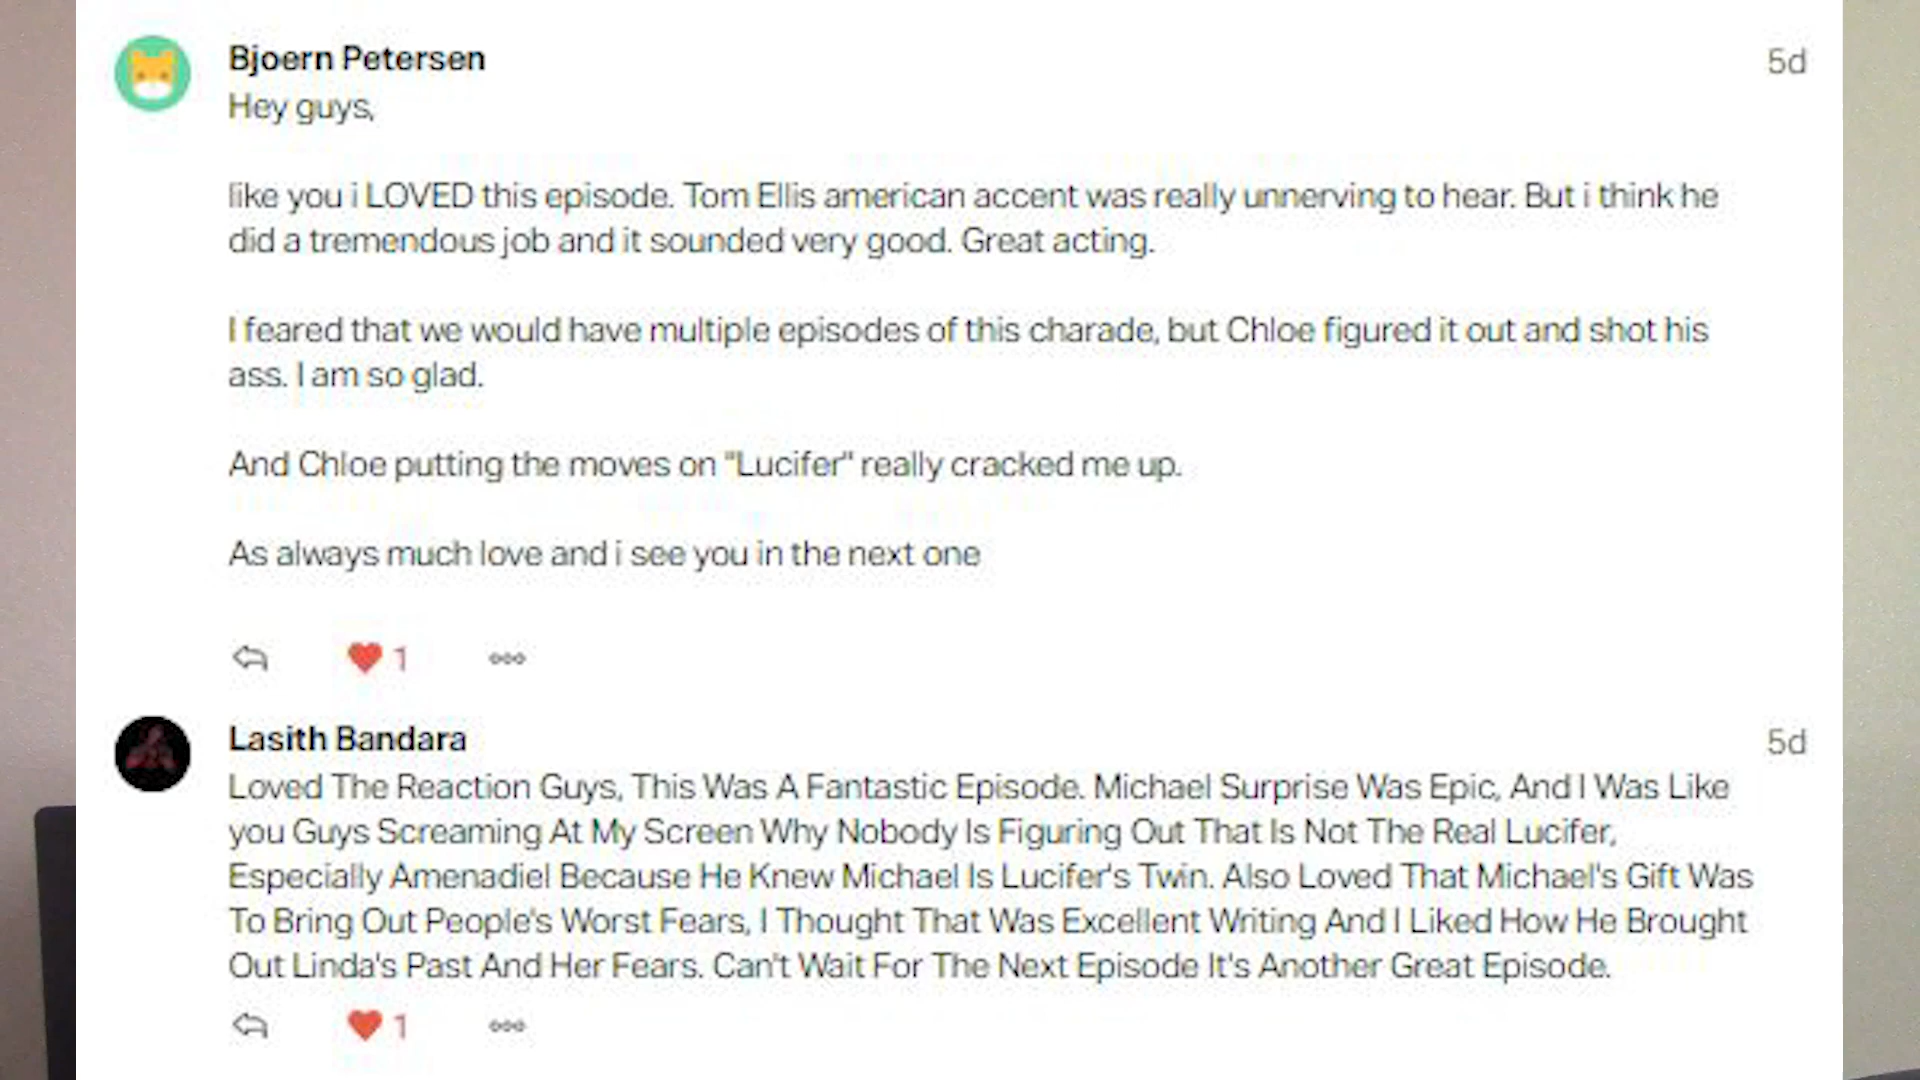 Bjoern Petersen
5d
Hey guys,
like you i LOVED this episode. Tom Ellis american accent was really unnerving to hear. But i think he
did a tremendous job and it sounded very good. Great acting.
I feared that we would have multiple episodes of this charade, but Chloe figured it out and shot his
ass. I am so glad.
And Chloe putting the moves on "Lucifer" really cracked me up.
As always much love and i see you in the next one
1
Lasith Bandara
5d
Loved The Reaction Guys, This Was A Fantastic Episode. Michael Surprise Was Epic, And I Was Like
you Guys Screaming At My Screen Why Nobody Is Figuring Out That Is Not The Real Lucifer,
Especially Amenadiel Because He Knew Michael Is Lucifer's Twin. Also Loved That Michael's Gift Was
To Bring Out People's Worst Fears, I Thought That Was Excellent Writing And I Liked How He Brought
Out Linda's Past And Her Fears. Can't Wait For The Next Episode It's Another Great Episode.
1